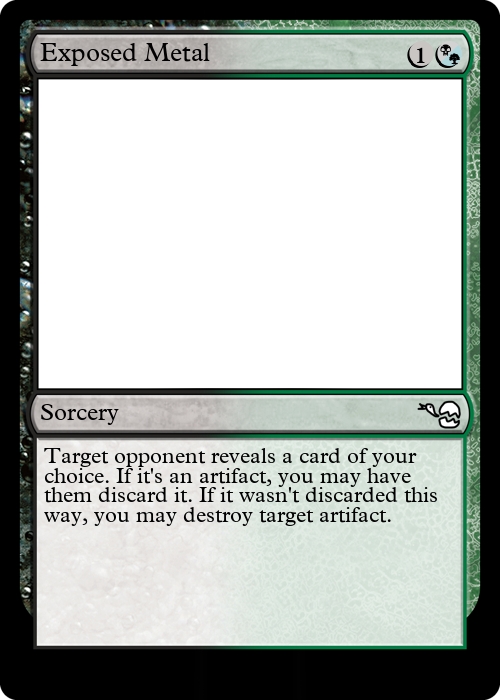 Exposed Metal
1
Sorcery
Target opponent reveals a card of your
choice. If it's an artifact, you may have
them discard it. If it wasn't discarded this
way, you may destroy target artifact.